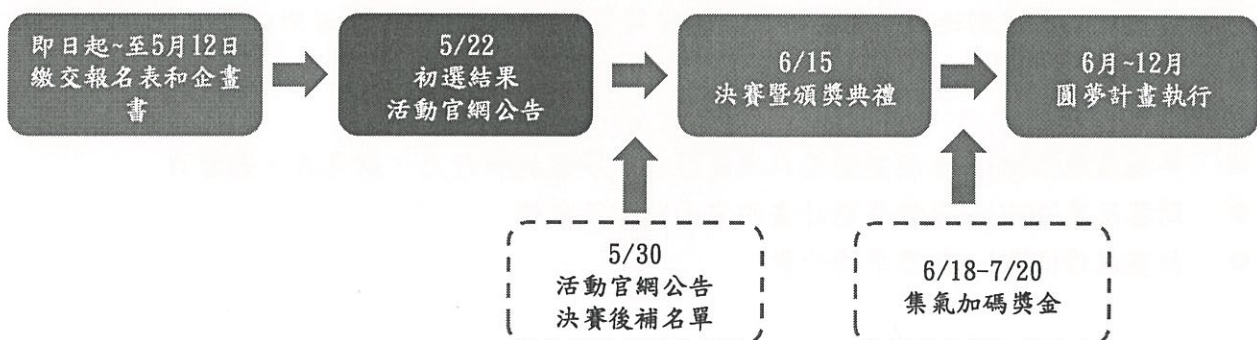 即日起~至5月12日
繳交報名表和企畫
書
5/22
初選結果
活動官網公告
6/15
決賽暨頒獎典禮
6月~12月
圓夢計畫執行
5/30
活動官網公告
決賽後補名單
6/18-7/20
集氣加碼獎金